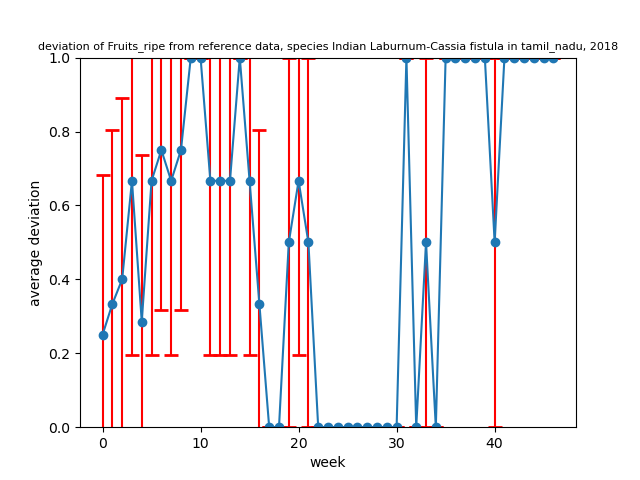 deviation of Fruits_ripe from reference data, species Indian Laburnum-Cassia fistula in tamil_nadu, 2018
1.0
0.8
0.6
0.4
0.2
0.0
average deviation
0 10 20 30 40
week